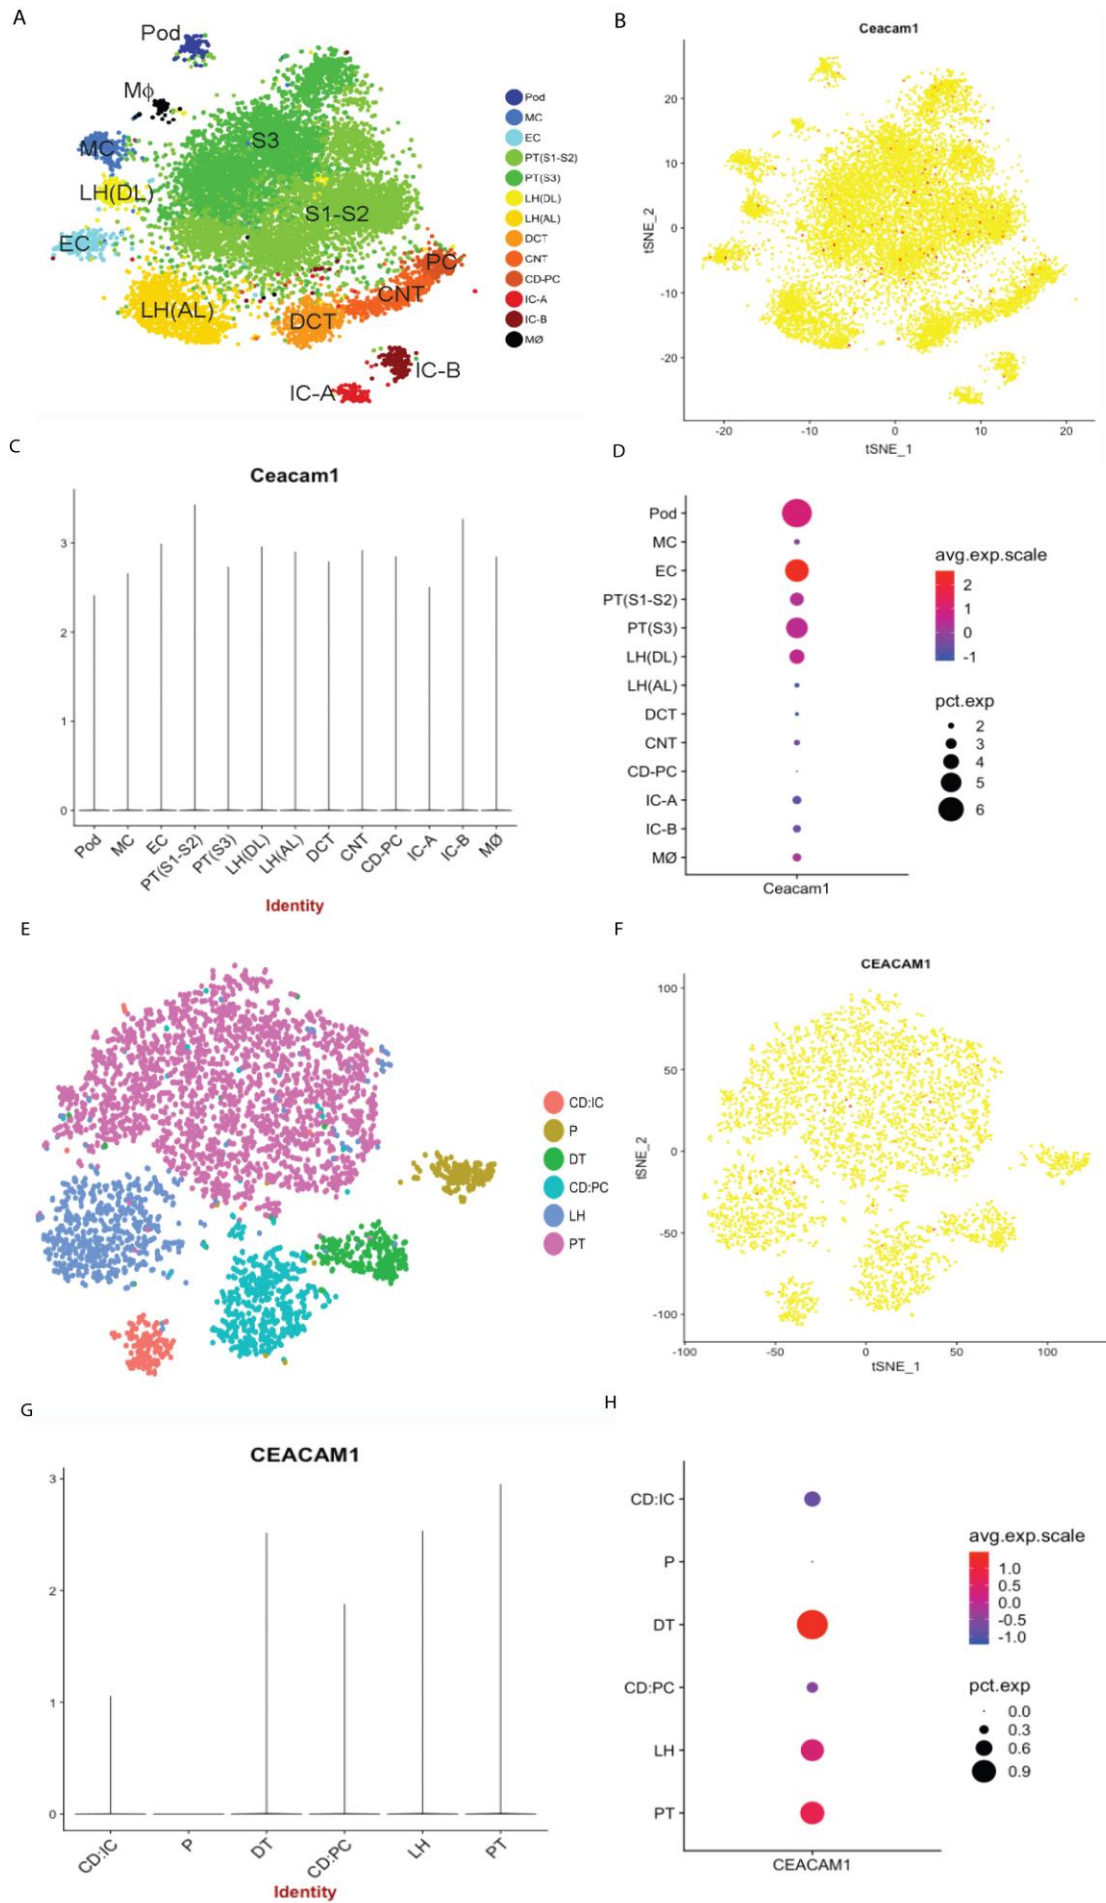 A
Pod
Mϕ
MC
S3
LH(DL)
S1-S2
EC
PC
CNT
LH(AL)
DCT
IC-B
IC-A
Pod
MC
EC
PT(S1-S2)
PT(S3)
LH(DL)
LH(AL)
DCT
CNT
CD-PC
IC-A
IC-B
MØ
B
Ceacam1
20
10
0
-10
-20
tSNE_2
-20 -10 0 10 20
tSNE_1
C
Ceacam1
3
2
1
0
Pod MC EC PT(S1-S2) PT(S3) LH(DL) LH(AL) DCT CNT CD-PC IC-A IC-B MØ
Identity
D
Pod
MC
EC
PT(S1-S2)
PT(S3)
LH(DL)
LH(AL)
DCT
CNT
CD-PC
IC-A
IC-B
MØ
Ceacam1
avg.exp.scale
2
1
0
-1
pct.exp
2
3
4
5
6
E
CD:IC
P
DT
CD:PC
LH
PT
F
CEACAM1
100
50
0
-50
-100
tSNE_2
-100 -50 0 50 100
tSNE_1
G
CEACAM1
3
2
1
0
CD:IC P DT CD:PC LH PT
Identity
H
CD:IC
P
DT
CD:PC
LH
PT
CEACAM1
avg.exp.scale
1.0
0.5
0.0
-0.5
-1.0
pct.exp
0.0
0.3
0.6
0.9